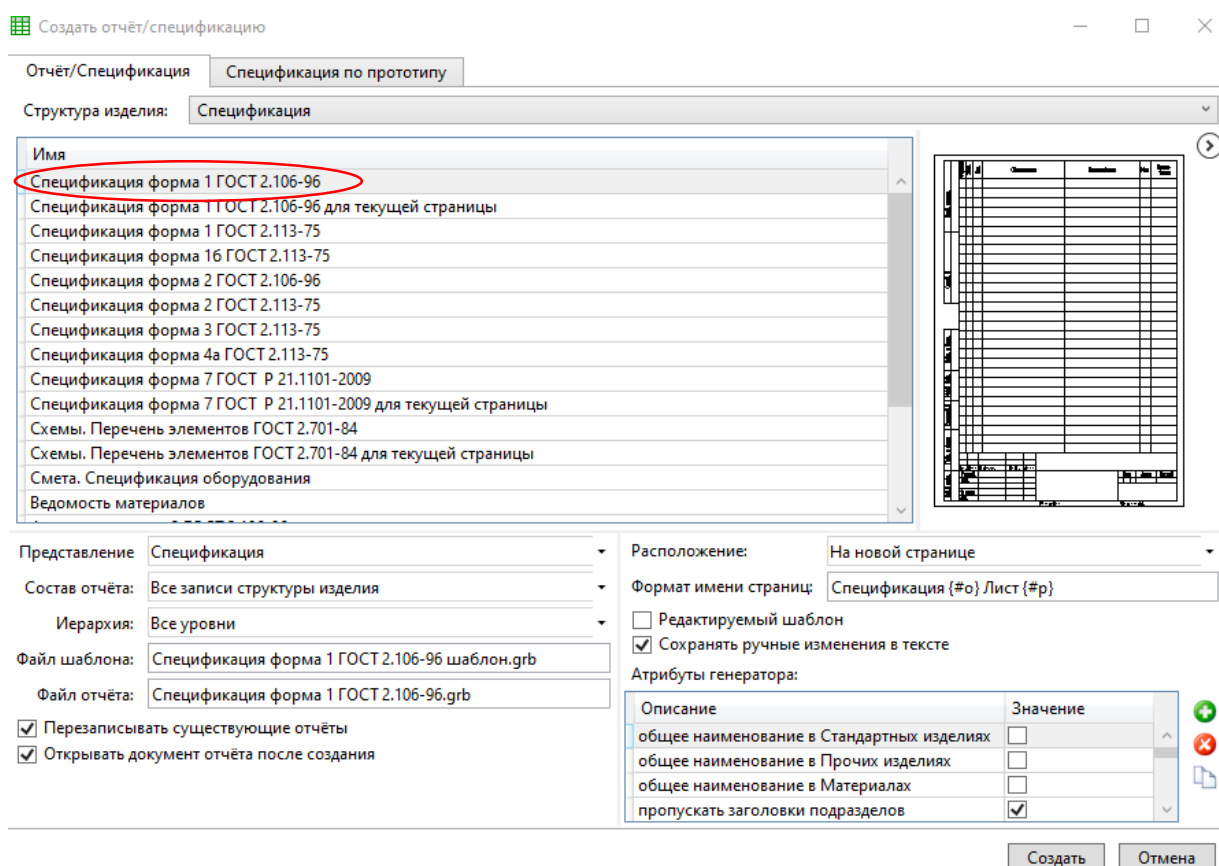 Создать отчёт/спецификацию
Отчёт/Спецификация
Спецификация по прототипу
Структура изделия: Спецификация
Имя
Спецификация форма 1 ГОСТ 2.106-96
Спецификация форма 1 ГОСТ 2.106-96 для текущей страницы
Спецификация форма 1 ГОСТ 2.113-75
Спецификация форма 16 ГОСТ 2.113-75
Спецификация форма 2 ГОСТ 2.106-96
Спецификация форма 2 ГОСТ 2.113-75
Спецификация форма 3 ГОСТ 2.113-75
Спецификация форма 4а ГОСТ 2.113-75
Спецификация форма 7 ГОСТ Р 21.1101-2009
Спецификация форма 7 ГОСТ Р 21.1101-2009 для текущей страницы
Схемы. Перечень элементов ГОСТ 2.701-84
Схемы. Перечень элементов ГОСТ 2.701-84 для текущей страницы
Смета. Спецификация оборудования
Ведомость материалов
Представление Спецификация
Состав отчёта: Все записи структуры изделия
Иерархия: Все уровни
Файл шаблона: Спецификация форма 1 ГОСТ 2.106-96 шаблон.grb
Файл отчёта: Спецификация форма 1 ГОСТ 2.106-96.grb
Перезаписывать существующие отчёты
Открывать документ отчёта после создания
Расположение: На новой странице
Формат имени страниц: Спецификация {#o} Лист {#p}
Редактируемый шаблон
Сохранять ручные изменения в тексте
Атрибуты генератора:
Описание Значение
общее наименование в Стандартных изделиях
общее наименование в Прочих изделиях
общее наименование в Материалах
пропускать заголовки подразделов
Создать
Отмена